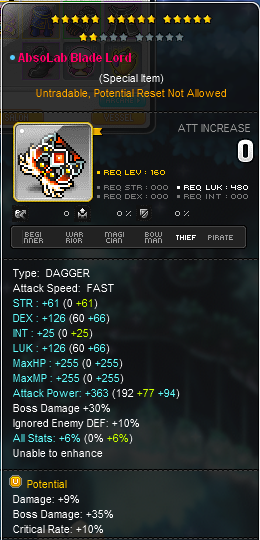 AbsoLab Blade Lord
(Special Item)
Untradable, Potential Reset Not Allowed
ATT INCREASE
0
REQ LEV : 160
REQ STR : 000 REQ LUK : 480
REQ DEX : 000 REQ INT : 000
0 0 % 0 %
BEGINNER WARRIOR MAGICIAN BOWMAN THIEF PIRATE
Type: DAGGER
Attack Speed: FAST
STR : +61 (0 +61)
DEX : +126 (60 +66)
INT : +25 (0 +25)
LUK : +126 (60 +66)
MaxHP : +255 (0 +255)
MaxMP : +255 (0 +255)
Attack Power: +363 (192 +77 +94)
Boss Damage +30%
Ignored Enemy DEF: +10%
All Stats: +6% (0% +6%)
Unable to enhance
Potential
Damage: +9%
Boss Damage: +35%
Critical Rate: +10%